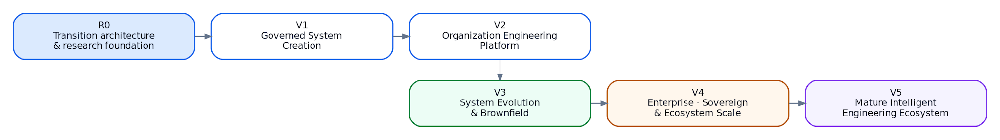 R0
Transition architecture
& research foundation
V1
Governed System
Creation
V2
Organization Engineering
Platform
V3
System Evolution
& Brownfield
V4
Enterprise · Sovereign
& Ecosystem Scale
V5
Mature Intelligent
Engineering Ecosystem